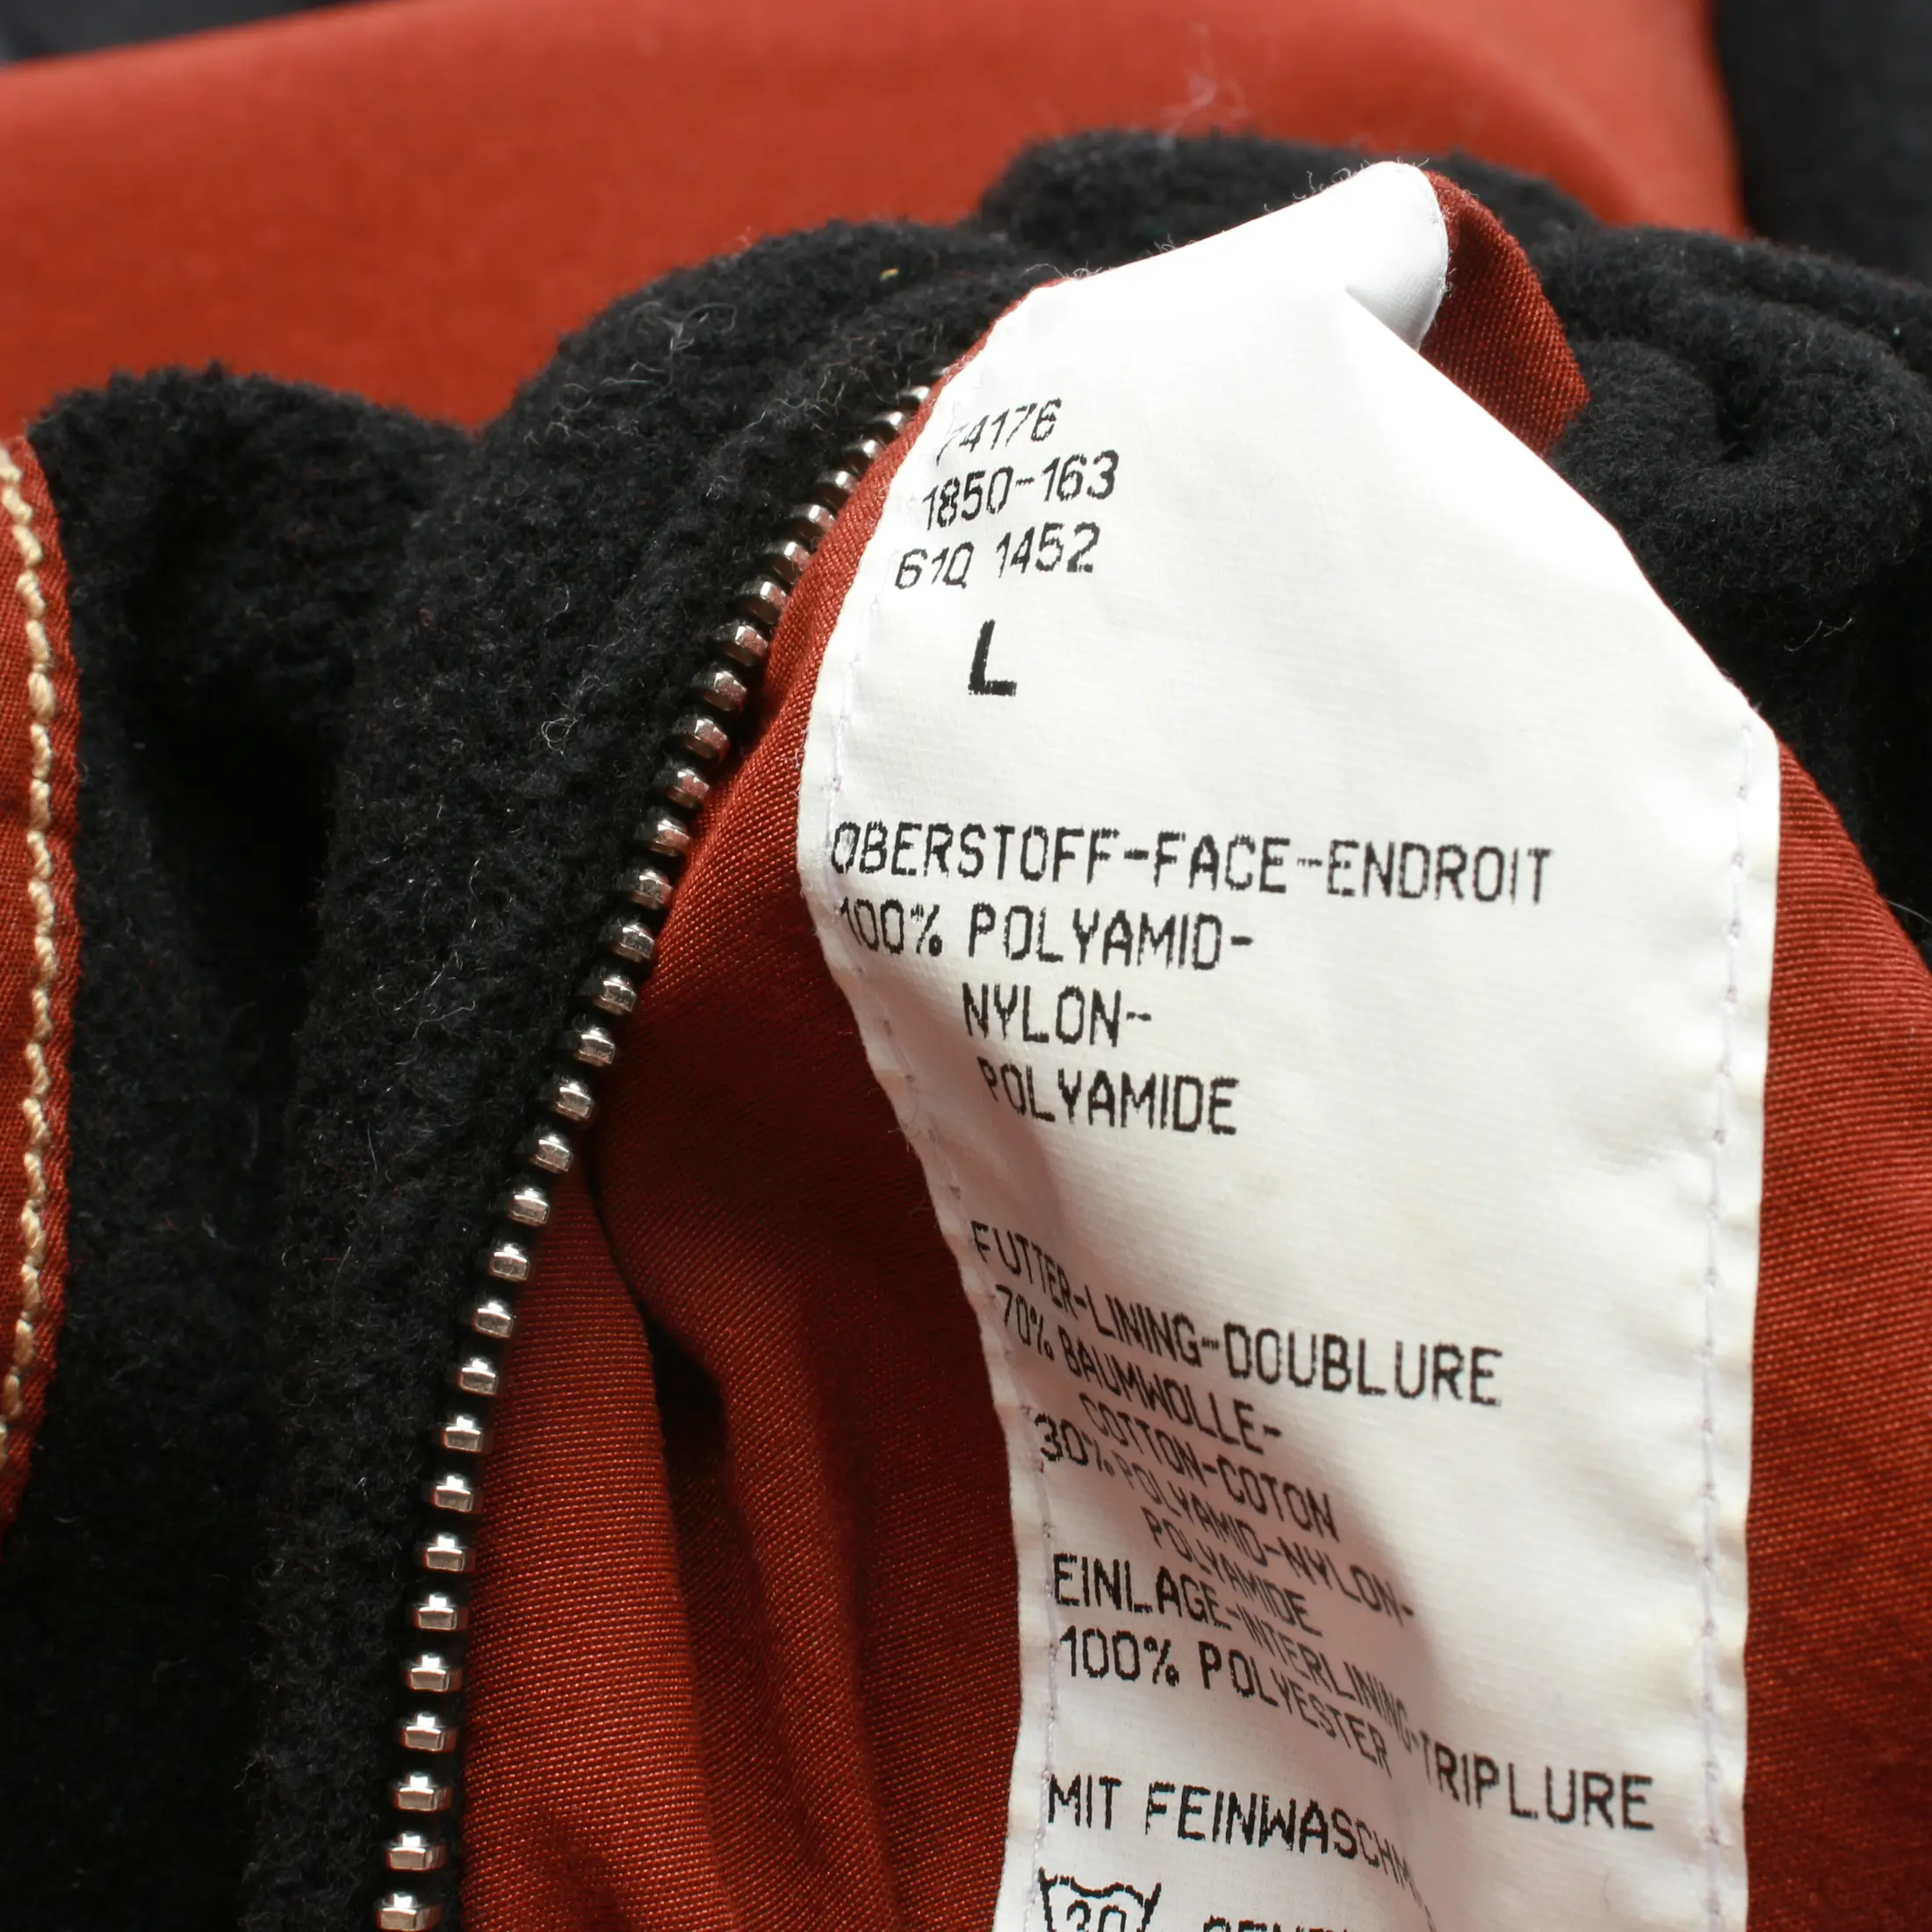 74176
1850-163
61Q 1452
L
OBERSTOFF-FACE-ENDROIT
100% POLYAMID-
NYLON-
POLYAMIDE
FUTTER-LINING-DOUBLURE
70% BAUMWOLLE-
COTTON-COTON
30% POLYAMID-NYLON-
POLYAMIDE
EINLAGE-INTERLINING-TRIPLURE
100% POLYESTER
MIT FEINWASCHM
30